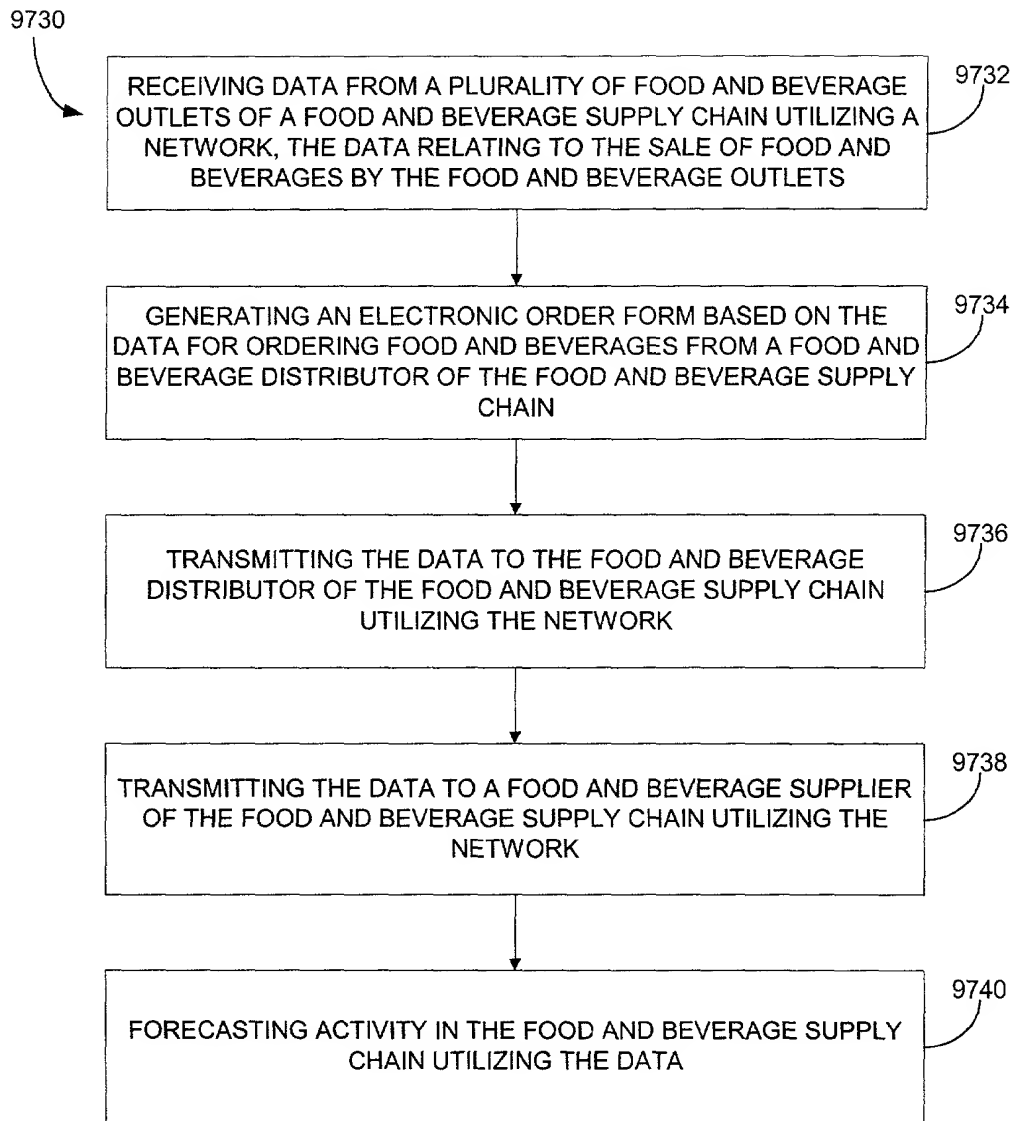 9730
RECEIVING DATA FROM A PLURALITY OF FOOD AND BEVERAGE
OUTLETS OF A FOOD AND BEVERAGE SUPPLY CHAIN UTILIZING A
NETWORK, THE DATA RELATING TO THE SALE OF FOOD AND
BEVERAGES BY THE FOOD AND BEVERAGE OUTLETS
9732
GENERATING AN ELECTRONIC ORDER FORM BASED ON THE
DATA FOR ORDERING FOOD AND BEVERAGES FROM A FOOD AND
BEVERAGE DISTRIBUTOR OF THE FOOD AND BEVERAGE SUPPLY
CHAIN
9734
TRANSMITTING THE DATA TO THE FOOD AND BEVERAGE
DISTRIBUTOR OF THE FOOD AND BEVERAGE SUPPLY CHAIN
UTILIZING THE NETWORK
9736
TRANSMITTING THE DATA TO A FOOD AND BEVERAGE SUPPLIER
OF THE FOOD AND BEVERAGE SUPPLY CHAIN UTILIZING THE
NETWORK
9738
FORECASTING ACTIVITY IN THE FOOD AND BEVERAGE SUPPLY
CHAIN UTILIZING THE DATA
9740